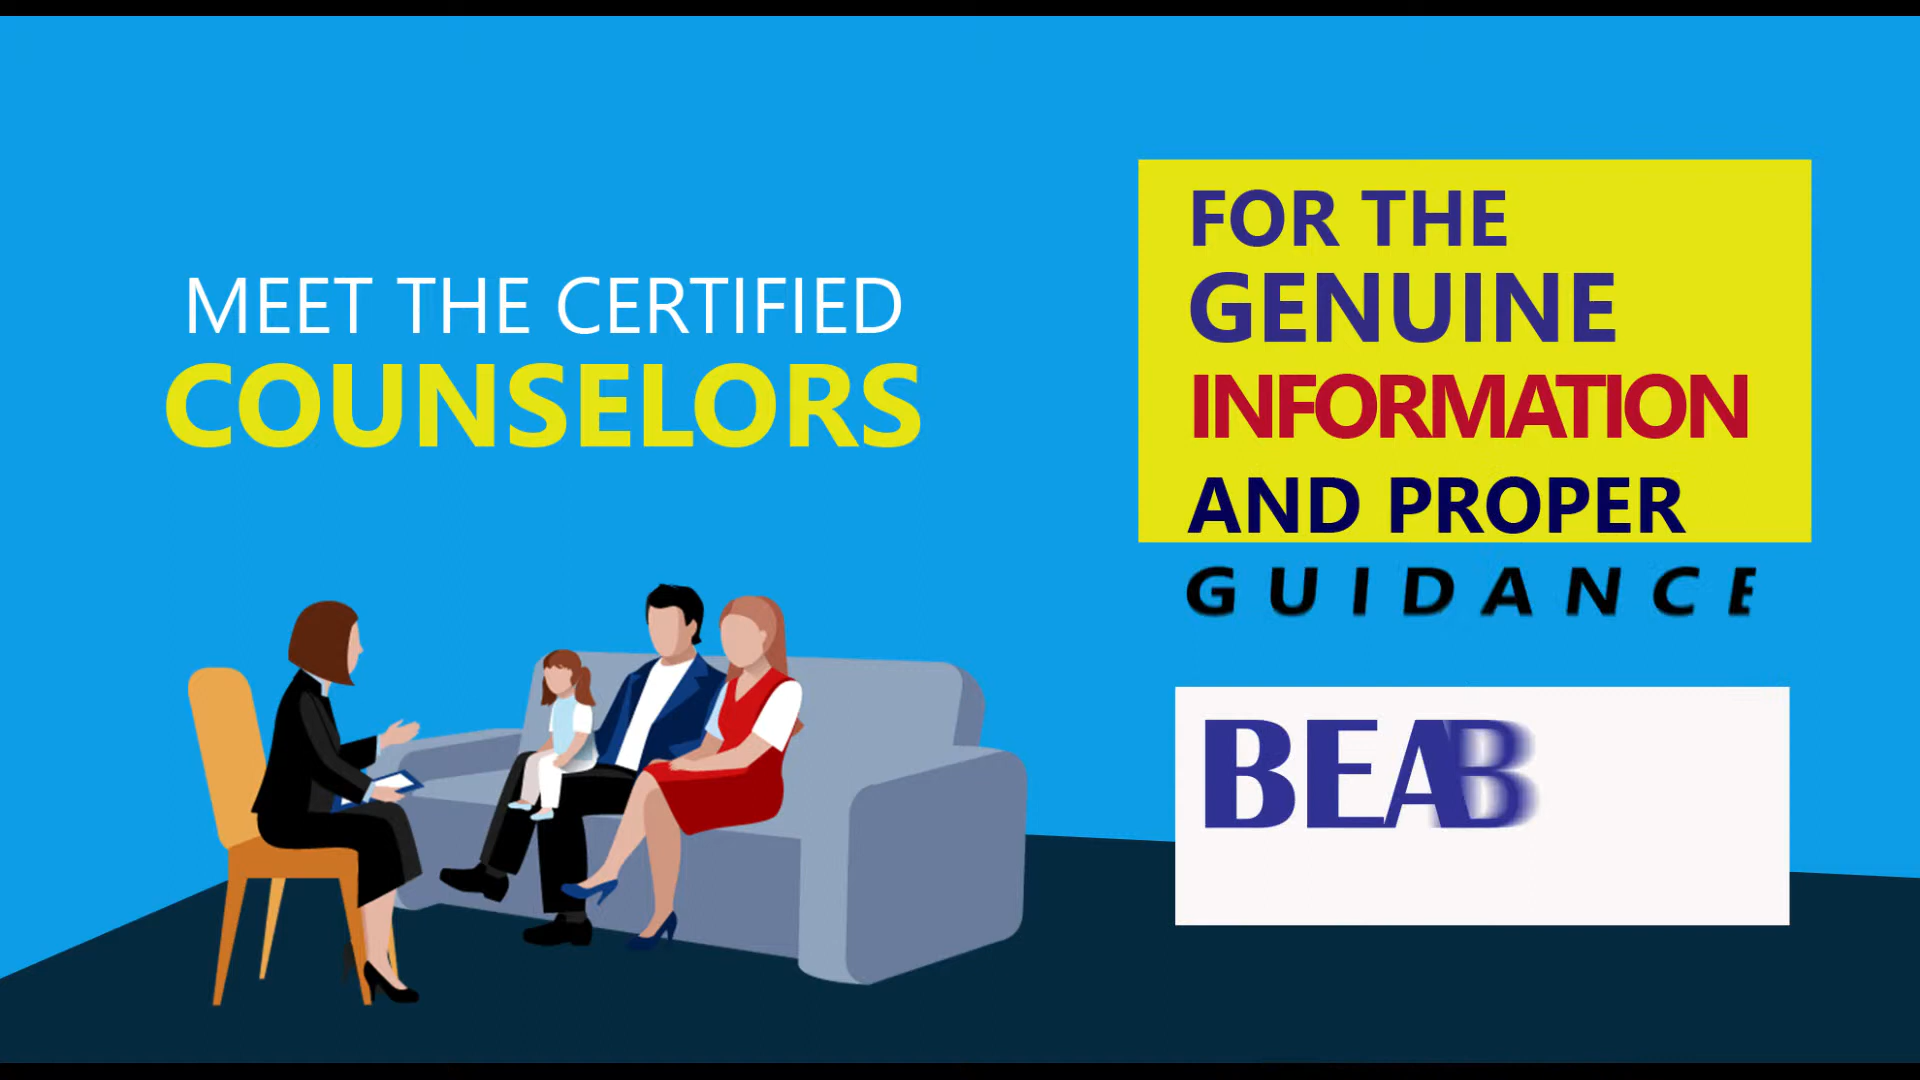 MEET THE CERTIFIED
COUNSELORS
FOR THE
GENUINE
INFORMATION
AND PROPER
GUIDANCE